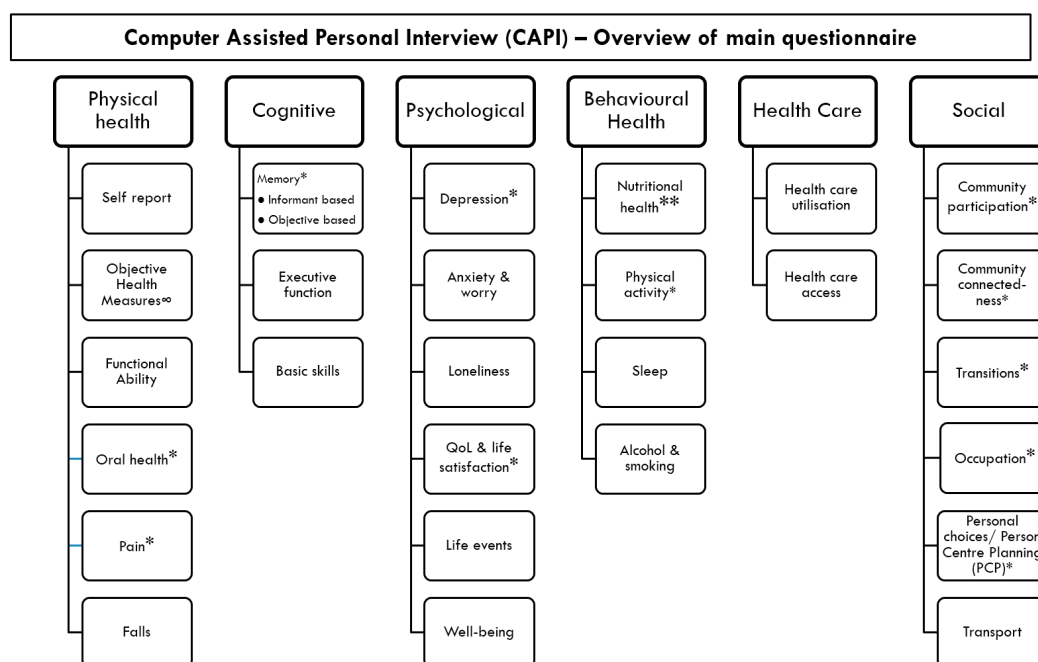 Computer Assisted Personal Interview (CAPI) – Overview of main questionnaire
Physical
health
Self report
Objective
Health
Measures∞
Functional
Ability
Oral health*
Pain*
Falls
Cognitive
Memory*
● Informant based
● Objective based
Executive
function
Basic skills
Psychological
Depression*
Anxiety &
worry
Loneliness
QoL & life
satisfaction*
Life events
Well-being
Behavioural
Health
Nutritional
health**
Physical
activity*
Sleep
Alcohol &
smoking
Health Care
Health care
utilisation
Health care
access
Social
Community
participation*
Community
connected-
ness*
Transitions*
Occupation*
Personal
choices/ Person
Centre Planning
(PCP)*
Transport